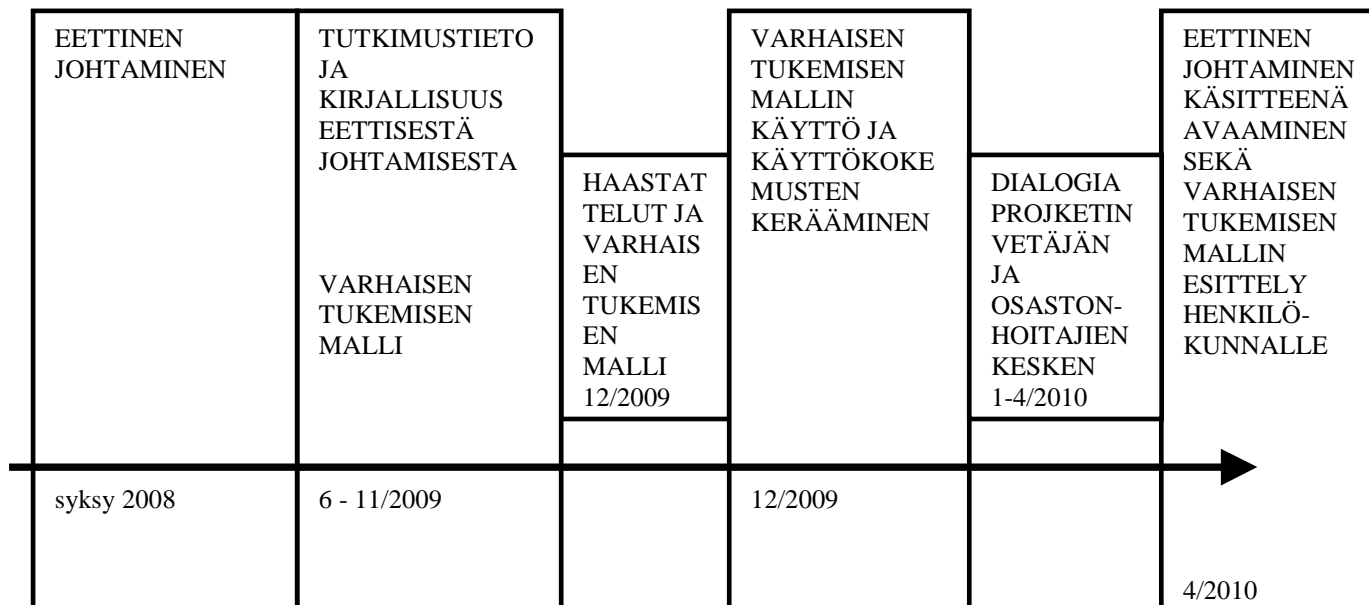 EETTINEN
JOHTAMINEN
TUTKIMUSTIETO
JA
KIRJALLISUUS
EETTISESTÄ
JOHTAMISESTA
VARHAISEN
TUKEMISEN
MALLI
HAASTAT
TELUT JA
VARHAIS
EN
TUKEMIS
EN
MALLI
12/2009
VARHAISEN
TUKEMISEN
MALLIN
KÄYTTÖ JA
KÄYTTÖKOKE
MUSTEN
KERÄÄMINEN
DIALOGIA
PROJKETIN
VETÄJÄN
JA
OSASTON-
HOITAJIEN
KESKEN
1-4/2010
EETTINEN
JOHTAMINEN
KÄSITTEENÄ
AVAAMINEN
SEKÄ
VARHAISEN
TUKEMISEN
MALLIN
ESITTELY
HENKILÖ-
KUNNALLE
syksy 2008
6 - 11/2009
12/2009
4/2010